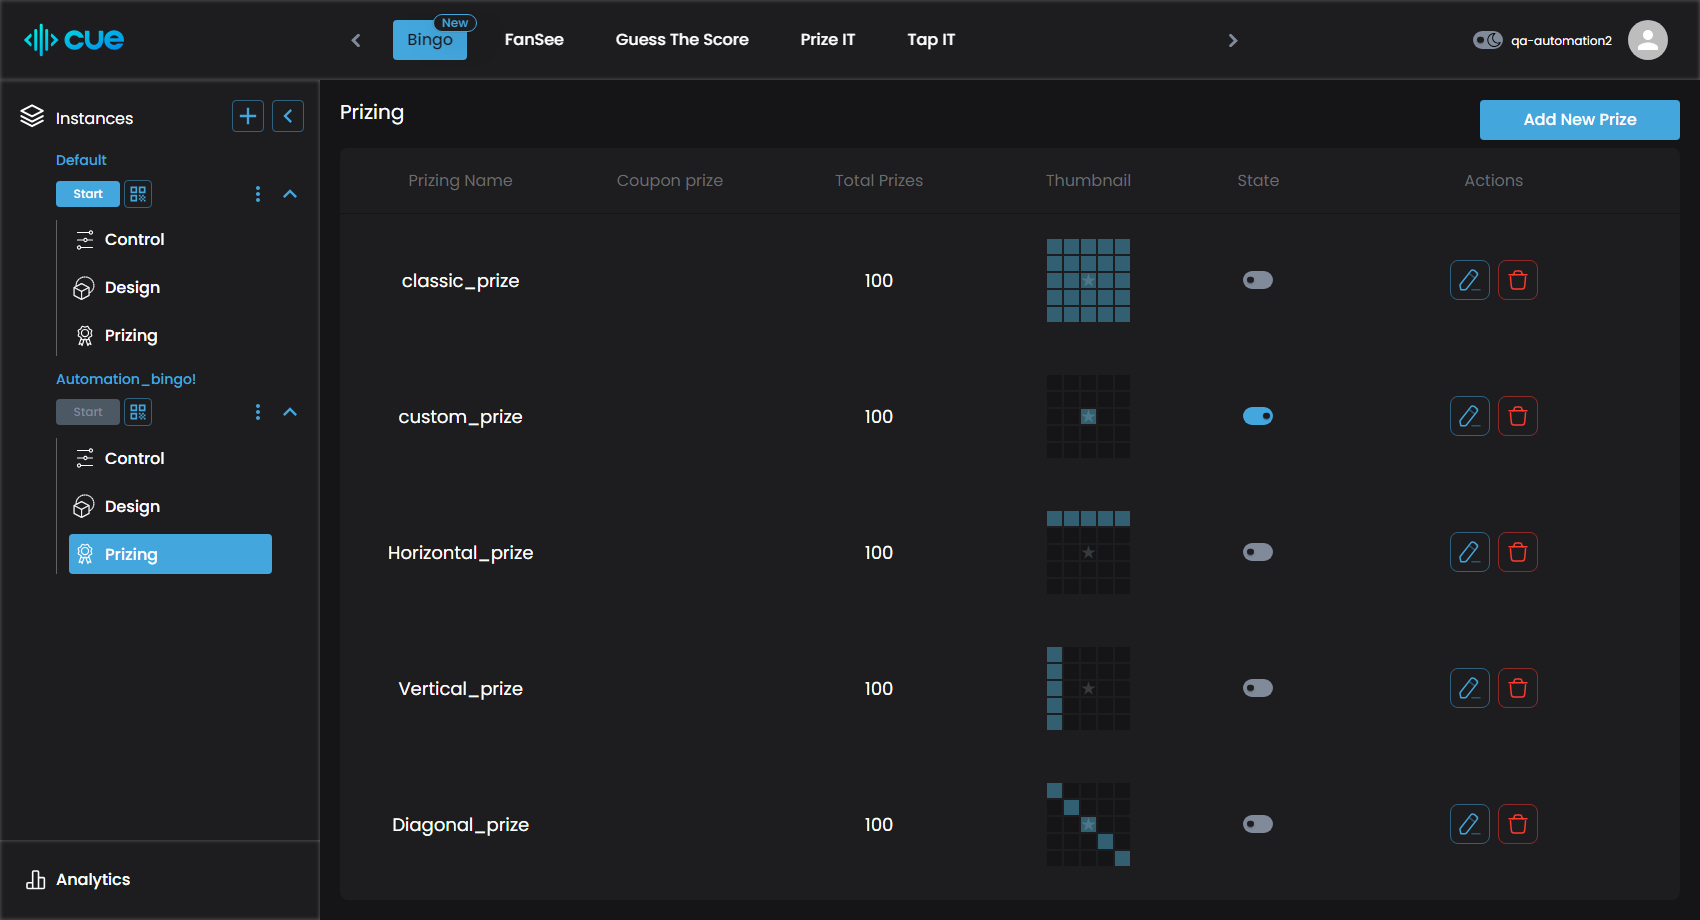 cue
New
Bingo
FanSee
Guess The Score
Prize IT
Tap IT
qa-automation2
Instances
Default
Start
Control
Design
Prizing
Automation_bingo!
Start
Control
Design
Prizing
Analytics
Prizing
Add New Prize
Prizing Name Coupon prize Total Prizes Thumbnail State Actions
classic_prize 100
custom_prize 100
Horizontal_prize 100
Vertical_prize 100
Diagonal_prize 100